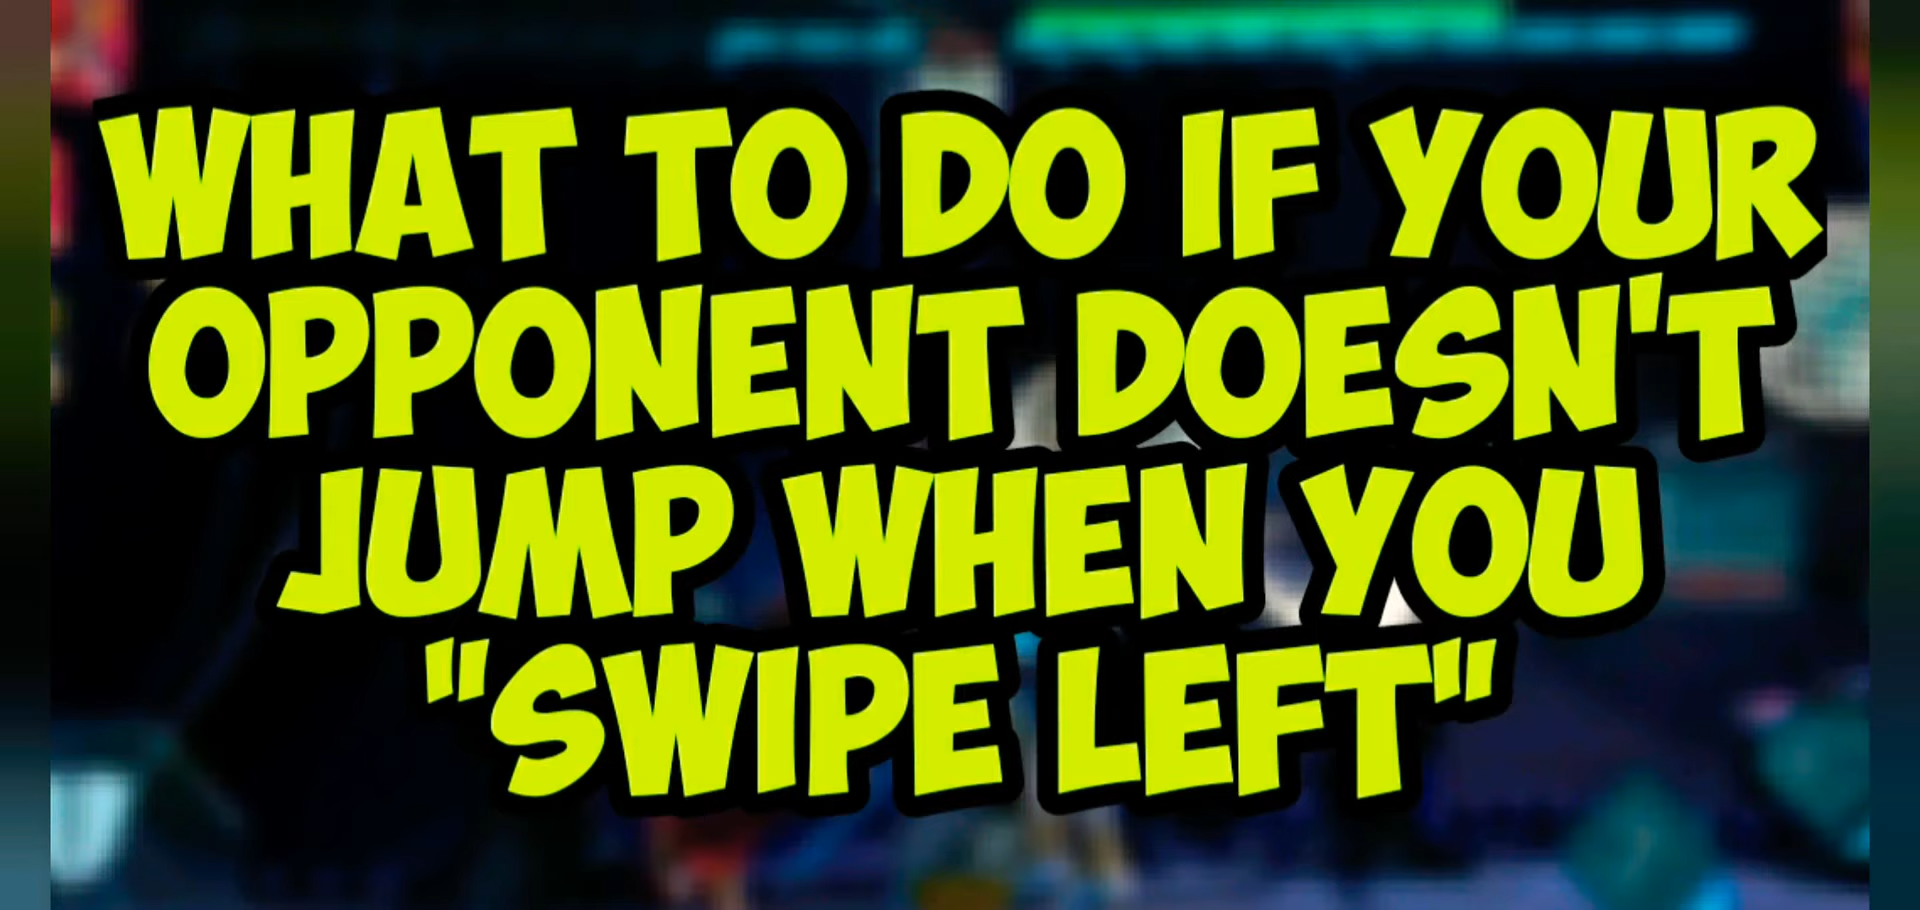 WHAT TO DO IF YOUR
OPPONENT DOESN'T
JUMP WHEN YOU
"SWIPE LEFT"